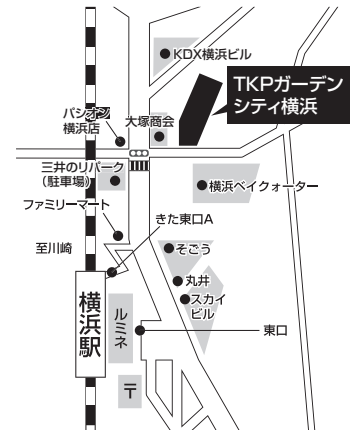 KDX横浜ビル
TKPガーデン
シティ横浜
パシオン
横浜店
大塚商会
三井のリパーク
(駐車場)
横浜ベイクォーター
ファミリーマート
きた東口A
至川崎
そごう
丸井
スカイ
ビル
横浜駅
ルミネ
東口
〒